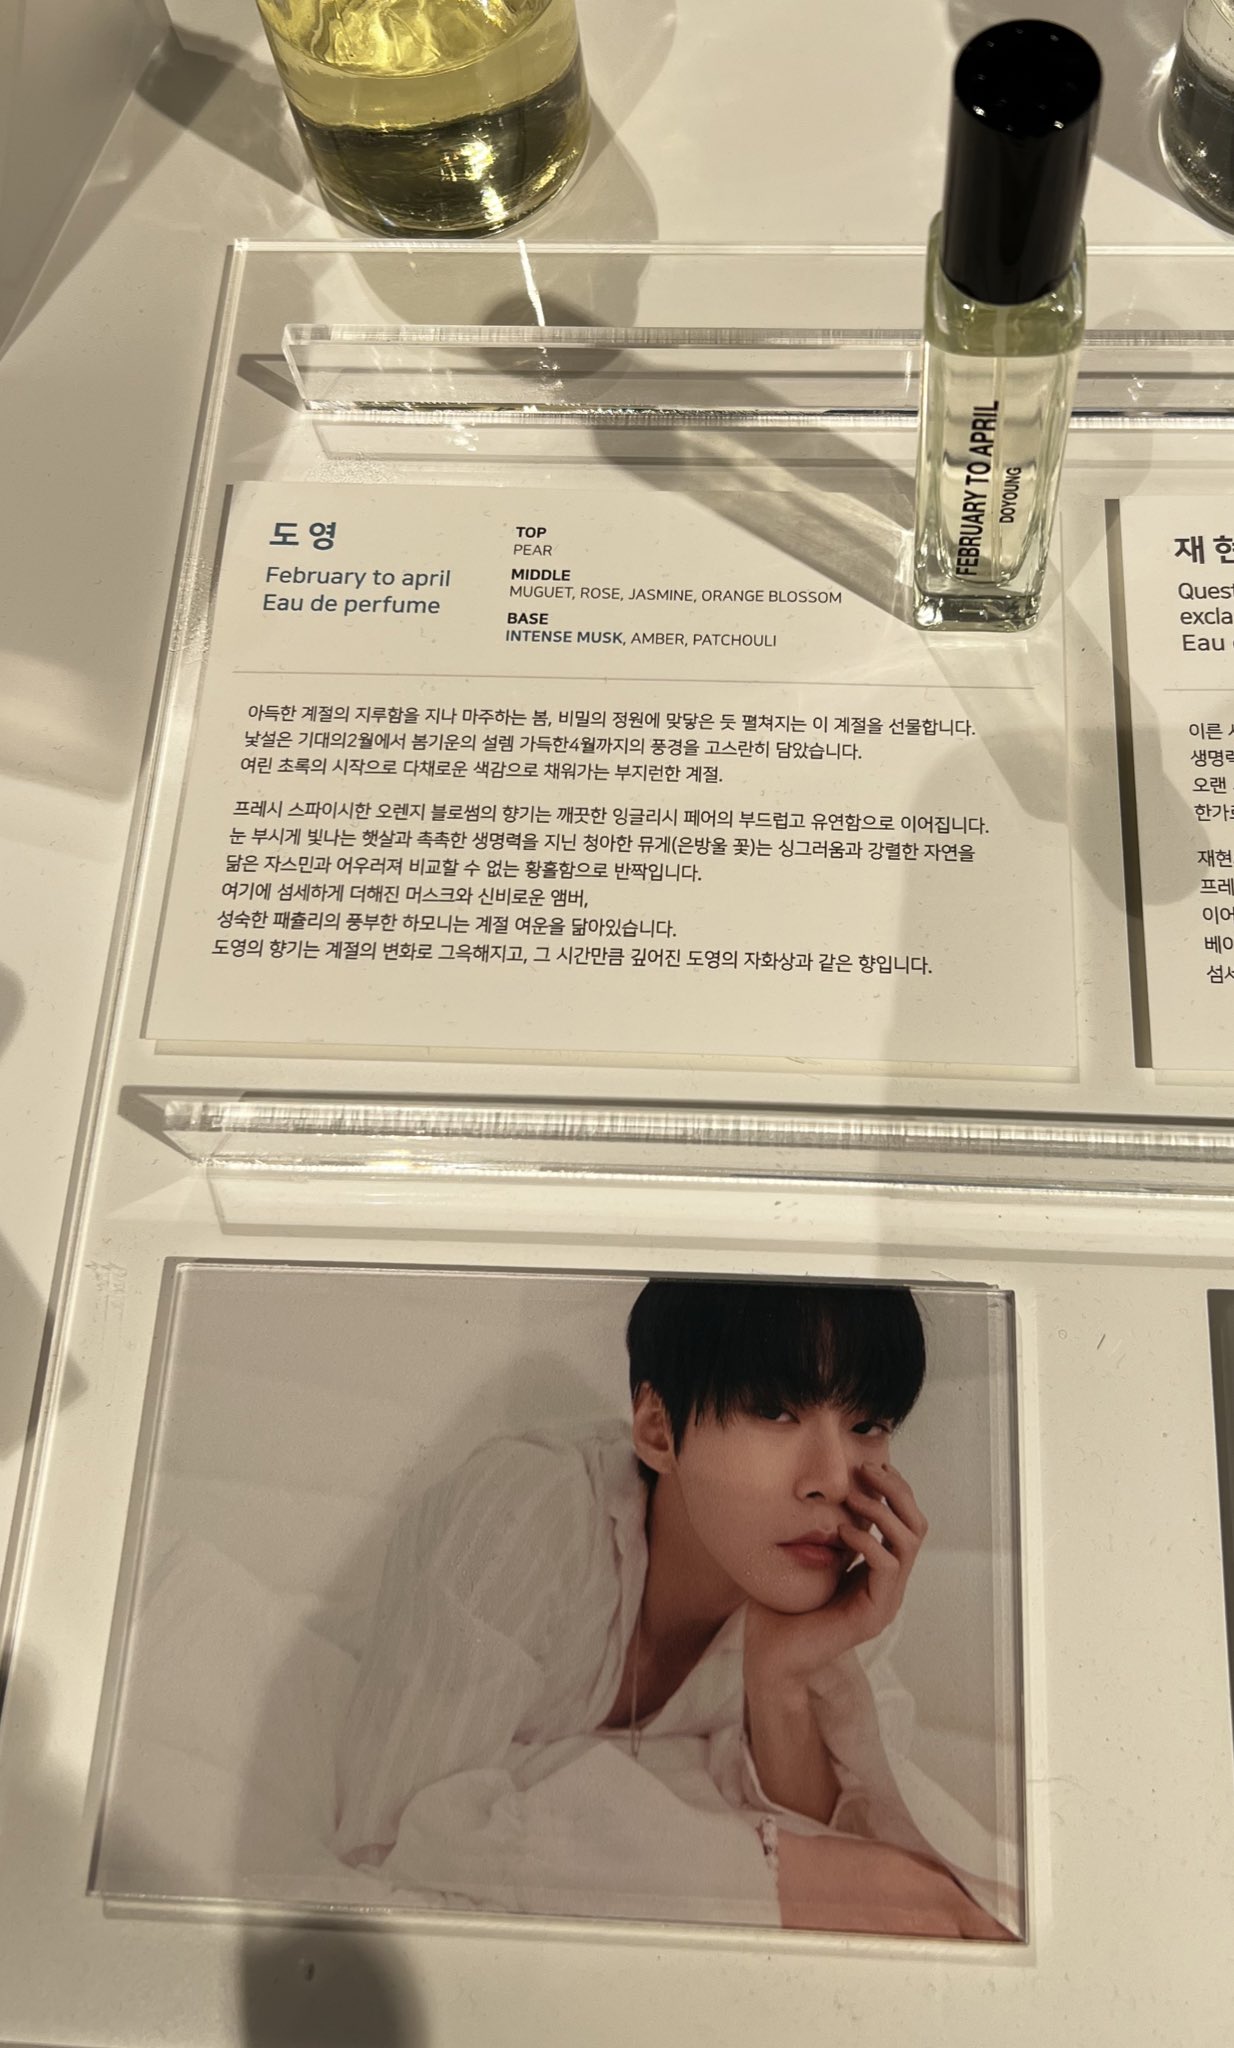 FEBRUARY TO APRIL
DOYOUNG
도영
February to april
Eau de perfume
TOP
PEAR
MIDDLE
MUGUET, ROSE, JASMINE, ORANGE BLOSSOM
BASE
INTENSE MUSK, AMBER, PATCHOULI
아득한 계절의 지루함을 지나 마주하는 봄, 비밀의 정원에 맞닿은 듯 펼쳐지는 이 계절을 선물합니다.
낯설은 기대의2월에서 봄기운의 설렘 가득한4월까지의 풍경을 고스란히 담았습니다.
여린 초록의 시작으로 다채로운 색감으로 채워가는 부지런한 계절.
프레시 스파이시한 오렌지 블로썸의 향기는 깨끗한 잉글리시 페어의 부드럽고 유연함으로 이어집니다.
눈 부시게 빛나는 햇살과 촉촉한 생명력을 지닌 청아한 뮤게(은방울 꽃)는 싱그러움과 강렬한 자연을
닮은 자스민과 어우러져 비교할 수 없는 황홀함으로 반짝입니다.
여기에 섬세하게 더해진 머스크와 신비로운 앰버,
성숙한 패츌리의 풍부한 하모니는 계절 여운을 닮아있습니다.
도영의 향기는 계절의 변화로 그윽해지고, 그 시간만큼 깊어진 도영의 자화상과 같은 향입니다.
재
Eau
이른
생명
오랜
재현
프레
이어
베이